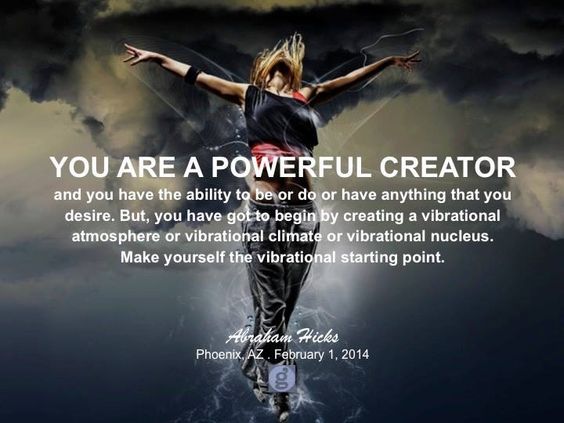 YOU ARE A POWERFUL CREATOR
and you have the ability to be or do or have anything that you
desire. But, you have got to begin by creating a vibrational
atmosphere or vibrational climate or vibrational nucleus.
Make yourself the vibrational starting point.
Abraham Hicks
Phoenix, AZ . February 1, 2014